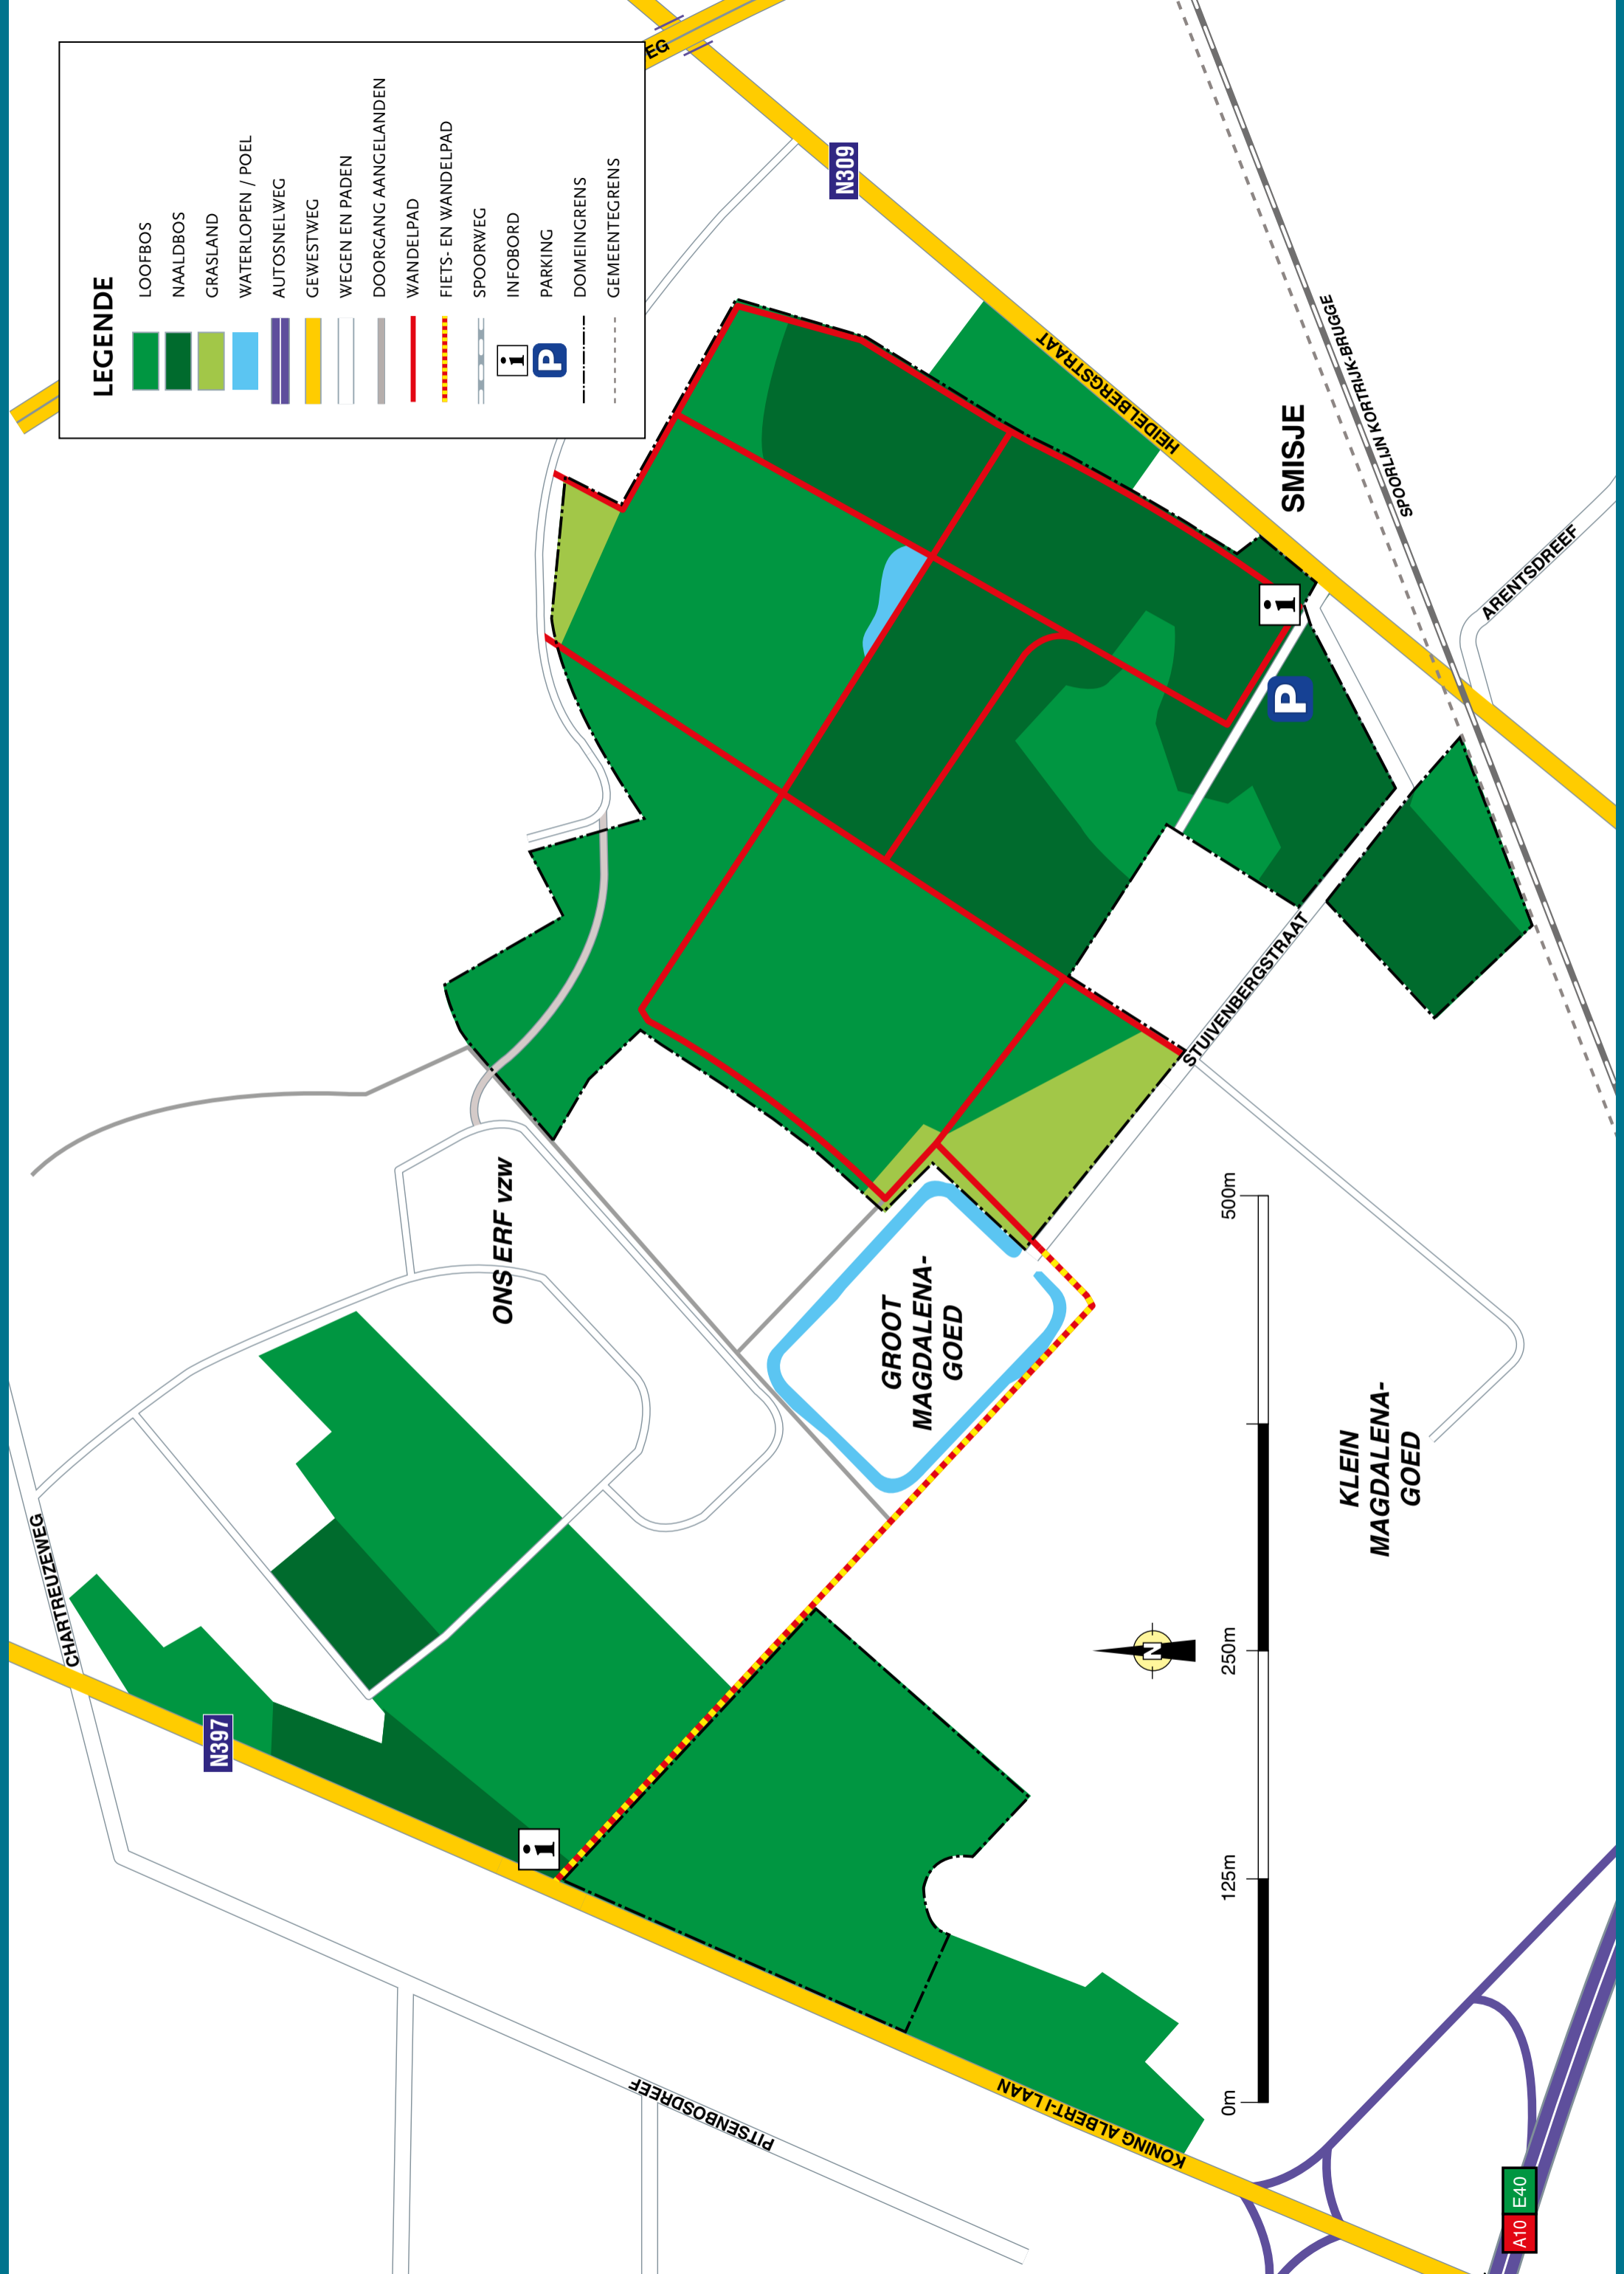 LEGENDE
LOOFBOS
NAALDBOS
GRASLAND
WATERLOPEN / POEL
AUTOSNELWEG
GEWESTWEG
WEGEN EN PADEN
DOORGANG AANGELANDEN
WANDELPAD
FIETS- EN WANDELPAD
SPOORWEG
i
INFOBORD
P
PARKING
DOMEINGRENS
GEMEENTEGRENS
EG
N309
HEIDELBERGSTRAAT
SMISJE
SPOORLIJN KORTRIJK-BRUGGE
ARENTSDREEF
i
P
STUIVENBERGSTRAAT
ONS ERF vzw
GROOT
MAGDALENA-
GOED
KLEIN
MAGDALENA-
GOED
CHARTREUZEWEG
N397
i
PITSENBOSDREEF
KONING ALBERT-I-LAAN
N
0m
125m
250m
500m
A10
E40